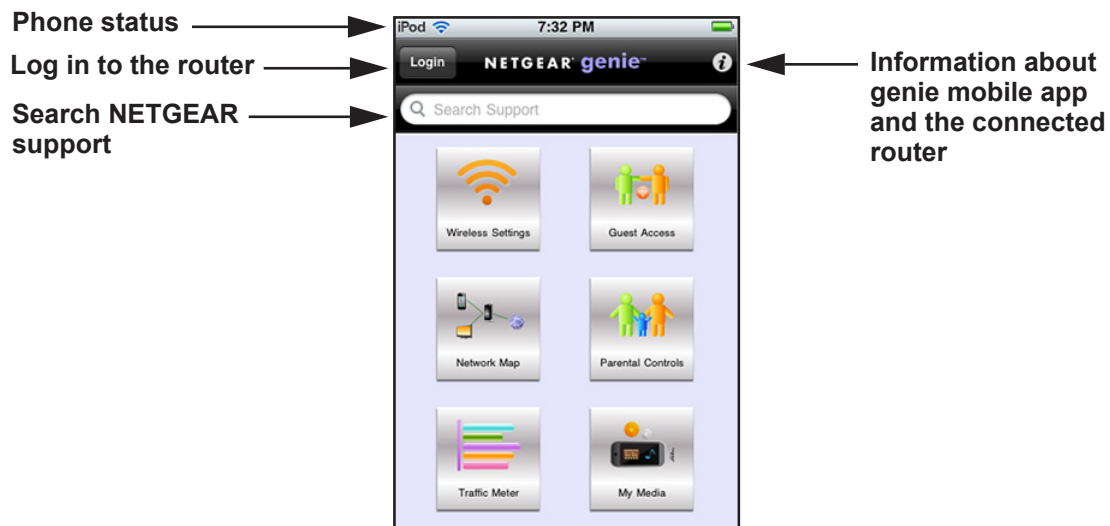 Phone status
Log in to the router
Search NETGEAR
support
iPod 7:32 PM
Login NETGEAR® genie™
Search Support
Wireless Settings
Guest Access
Network Map
Parental Controls
Traffic Meter
My Media
Information about
genie mobile app
and the connected
router